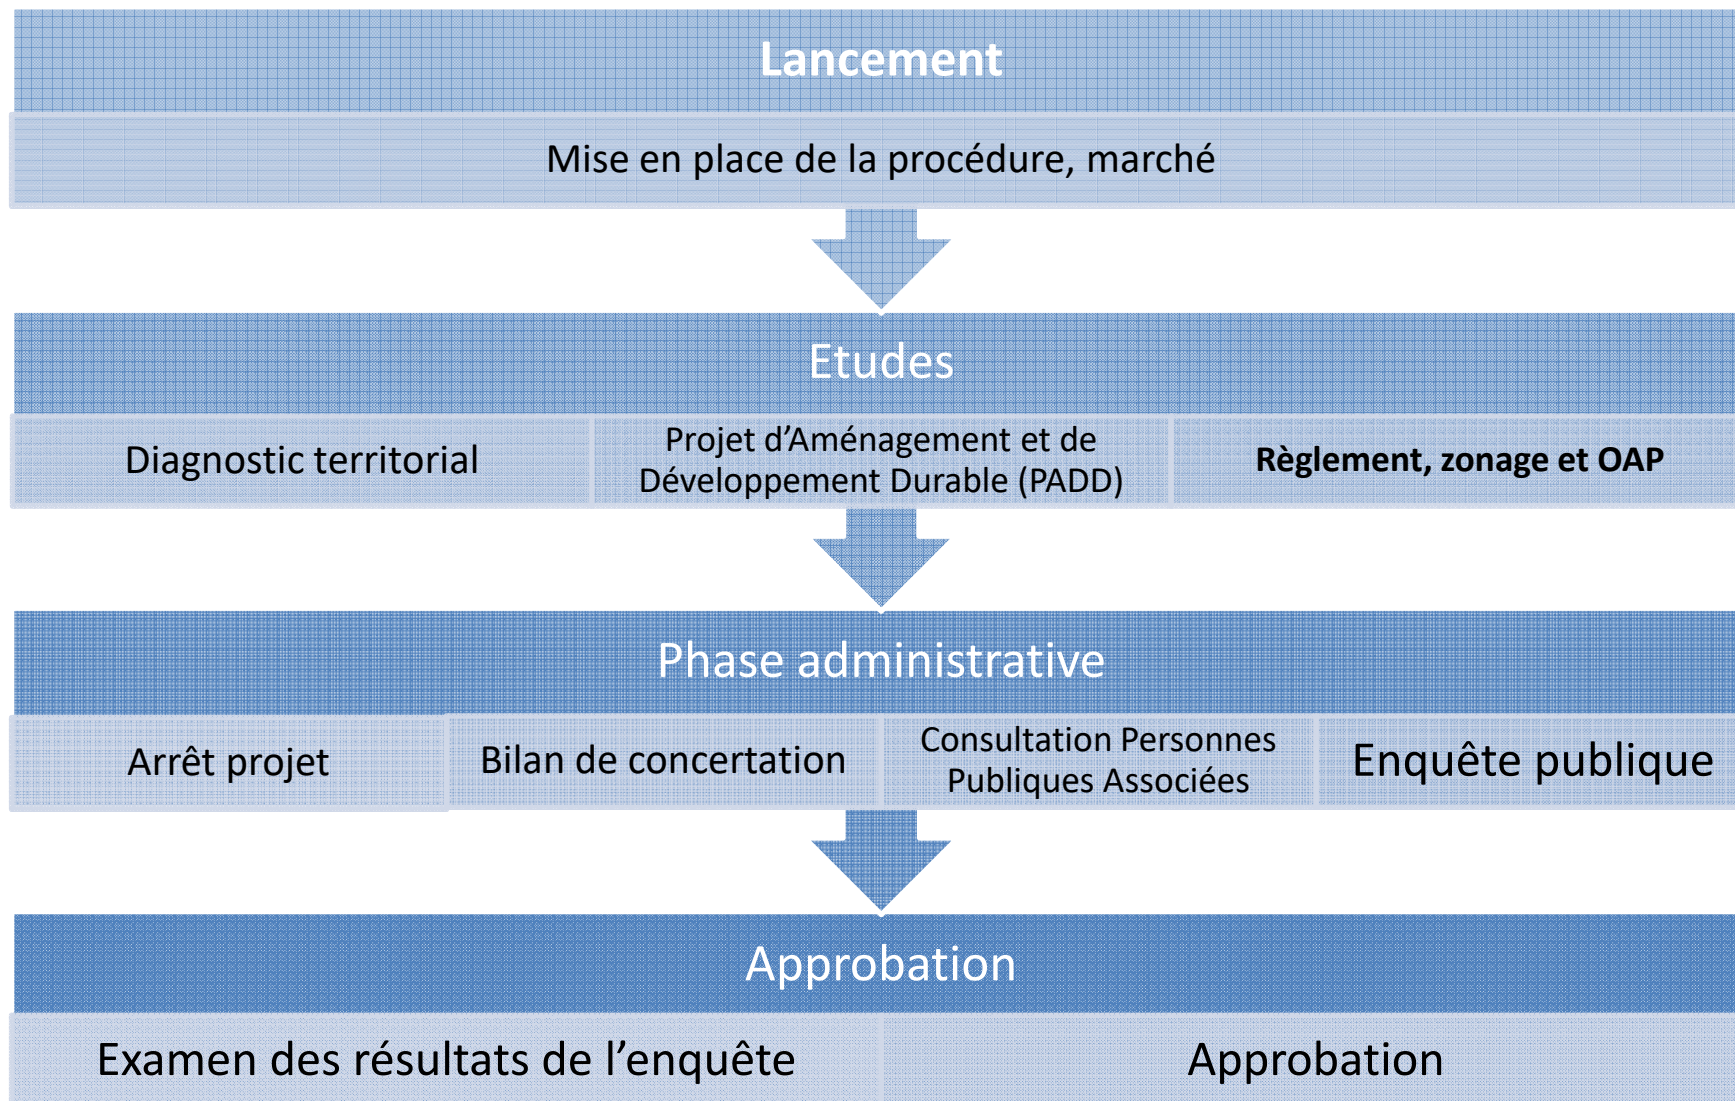 Lancement
Mise en place de la procédure, marché
Etudes
Diagnostic territorial
Projet d’Aménagement et de
Développement Durable (PADD)
Règlement, zonage et OAP
Phase administrative
Arrêt projet
Bilan de concertation
Consultation Personnes
Publiques Associées
Enquête publique
Approbation
Examen des résultats de l’enquête
Approbation